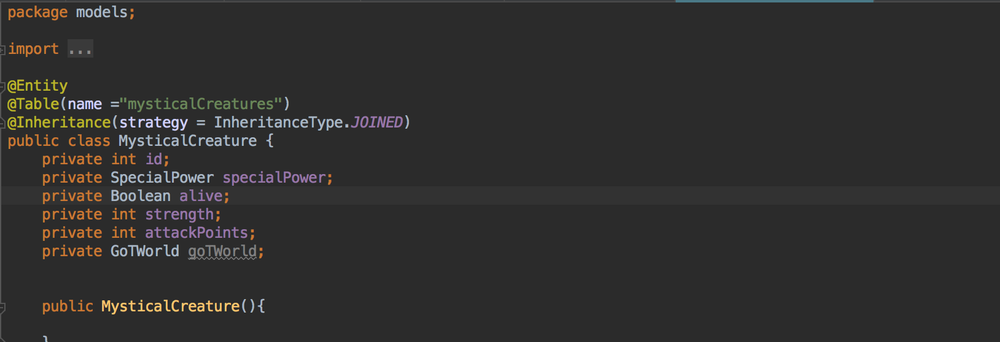 package models;
import ...
@Entity
@Table(name ="mysticalCreatures")
@Inheritance(strategy = InheritanceType.JOINED)
public class MysticalCreature {
    private int id;
    private SpecialPower specialPower;
    private Boolean alive;
    private int strength;
    private int attackPoints;
    private GoTWorld goTWorld;
    public MysticalCreature(){
    }